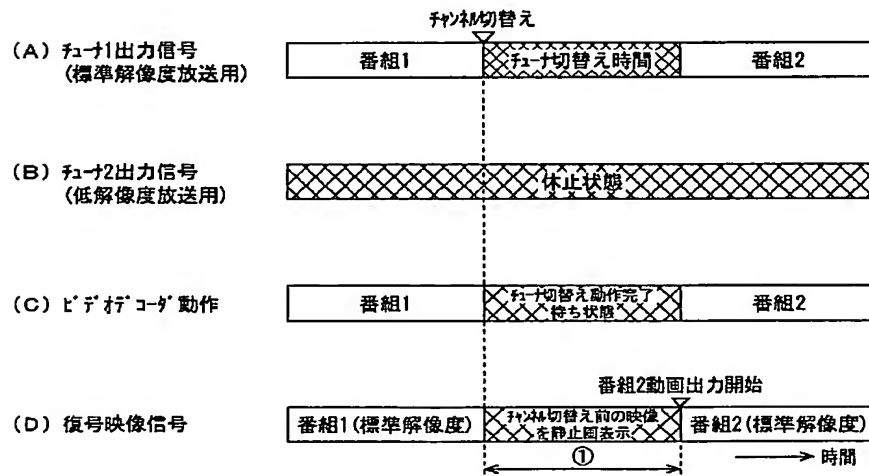 チャンネル切替え
(A) チューナ1出力信号
(標準解像度放送用)
番組1
チューナ切替え時間
番組2
(B) チューナ2出力信号
(低解像度放送用)
休止状態
(C) ビデオデコーダ動作
番組1
チューナ切替え動作完了
待ち状態
番組2
番組2動画出力開始
(D) 復号映像信号
番組1(標準解像度)
チャンネル切替え前の映像
を静止画表示
番組2(標準解像度)
①
時間